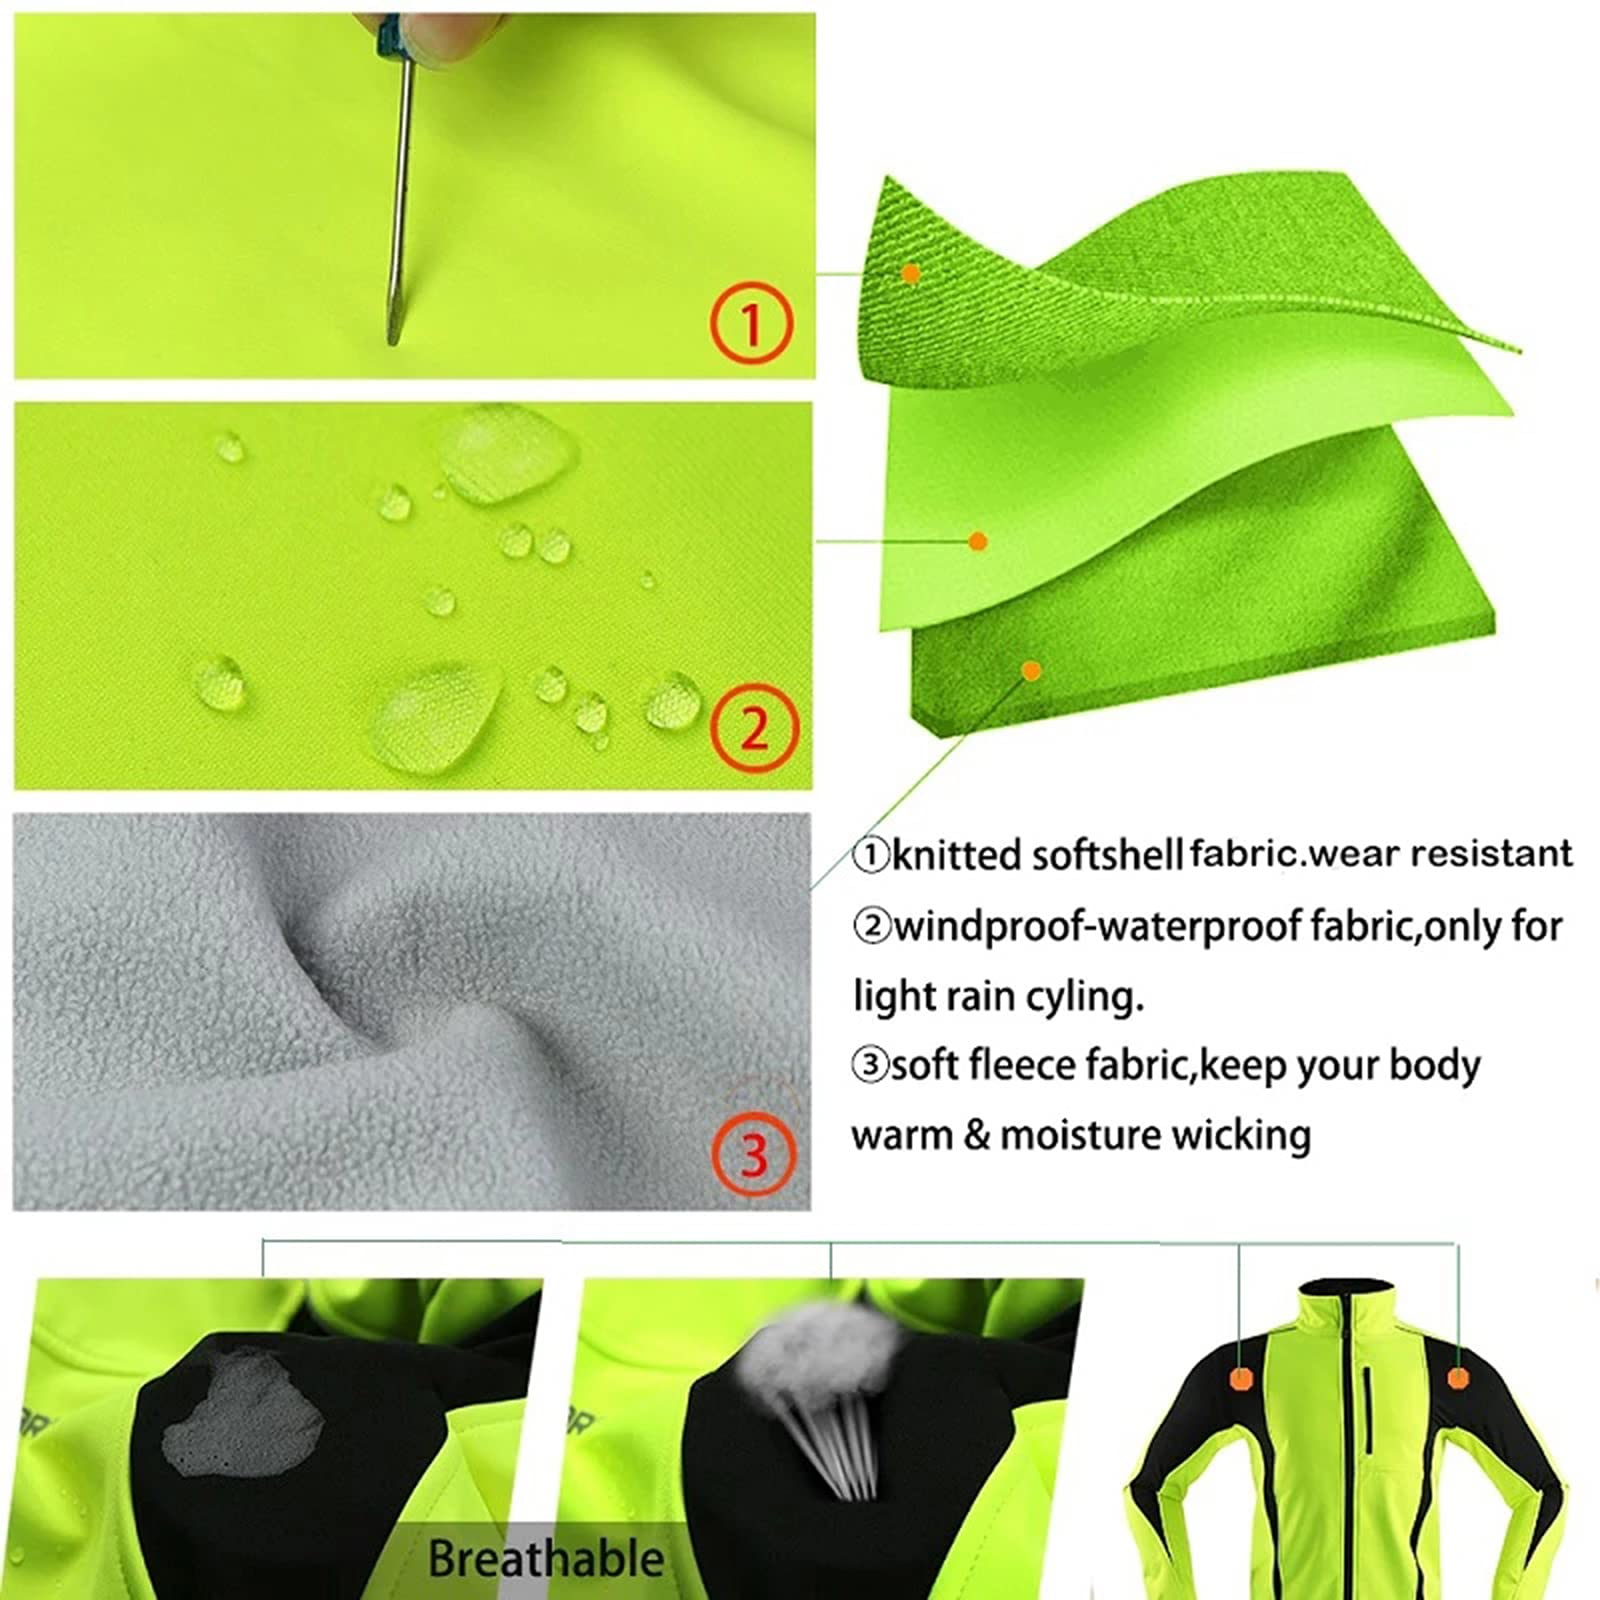 1
2
3
①knitted softshell fabric.wear resistant
②windproof-waterproof fabric,only for
light rain cyling.
③soft fleece fabric,keep your body
warm & moisture wicking
Breathable